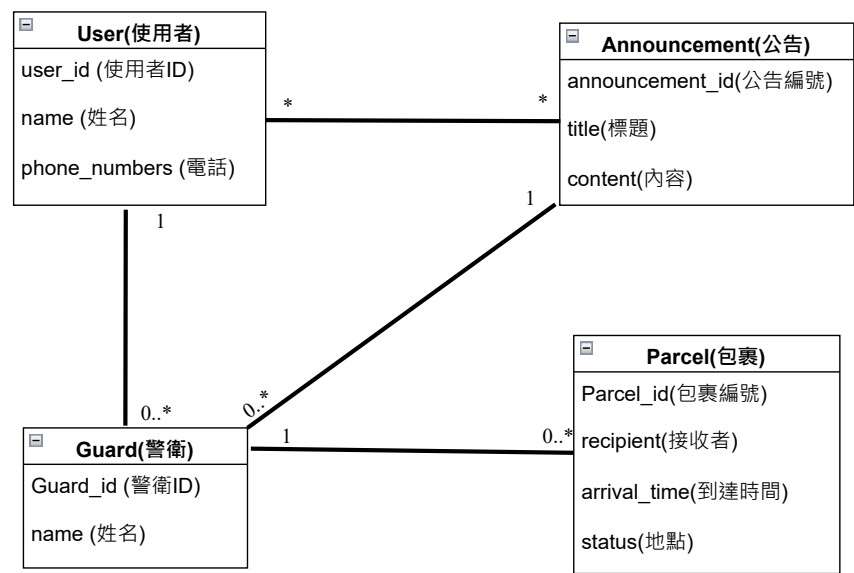 User(使用者)
user_id (使用者ID)
name (姓名)
phone_numbers (電話)
Announcement(公告)
announcement_id(公告編號)
title(標題)
content(內容)
*
*
1
1
0..*
0..*
Guard(警衛)
Guard_id (警衛ID)
name (姓名)
1
0..*
Parcel(包裹)
Parcel_id(包裹編號)
recipient(接收者)
arrival_time(到達時間)
status(地點)